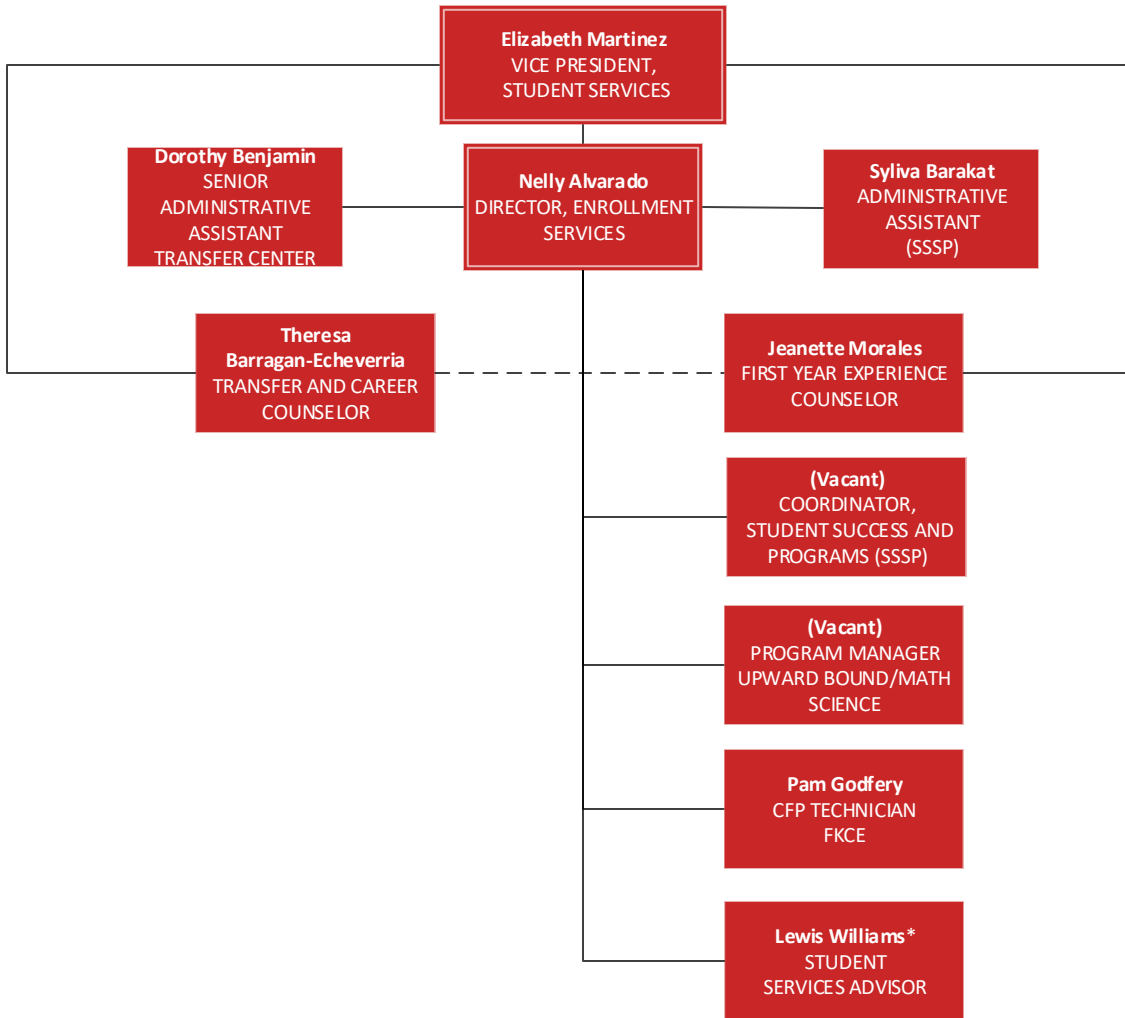 Elizabeth Martinez
VICE PRESIDENT,
STUDENT SERVICES
Dorothy Benjamin
SENIOR
ADMINISTRATIVE
ASSISTANT
TRANSFER CENTER
Nelly Alvarado
DIRECTOR, ENROLLMENT
SERVICES
Syliva Barakat
ADMINISTRATIVE
ASSISTANT
(SSSP)
Theresa
Barragan-Echeverria
TRANSFER AND CAREER
COUNSELOR
Jeanette Morales
FIRST YEAR EXPERIENCE
COUNSELOR
(Vacant)
COORDINATOR,
STUDENT SUCCESS AND
PROGRAMS (SSSP)
(Vacant)
PROGRAM MANAGER
UPWARD BOUND/MATH
SCIENCE
Pam Godfery
CFP TECHNICIAN
FKCE
Lewis Williams*
STUDENT
SERVICES ADVISOR